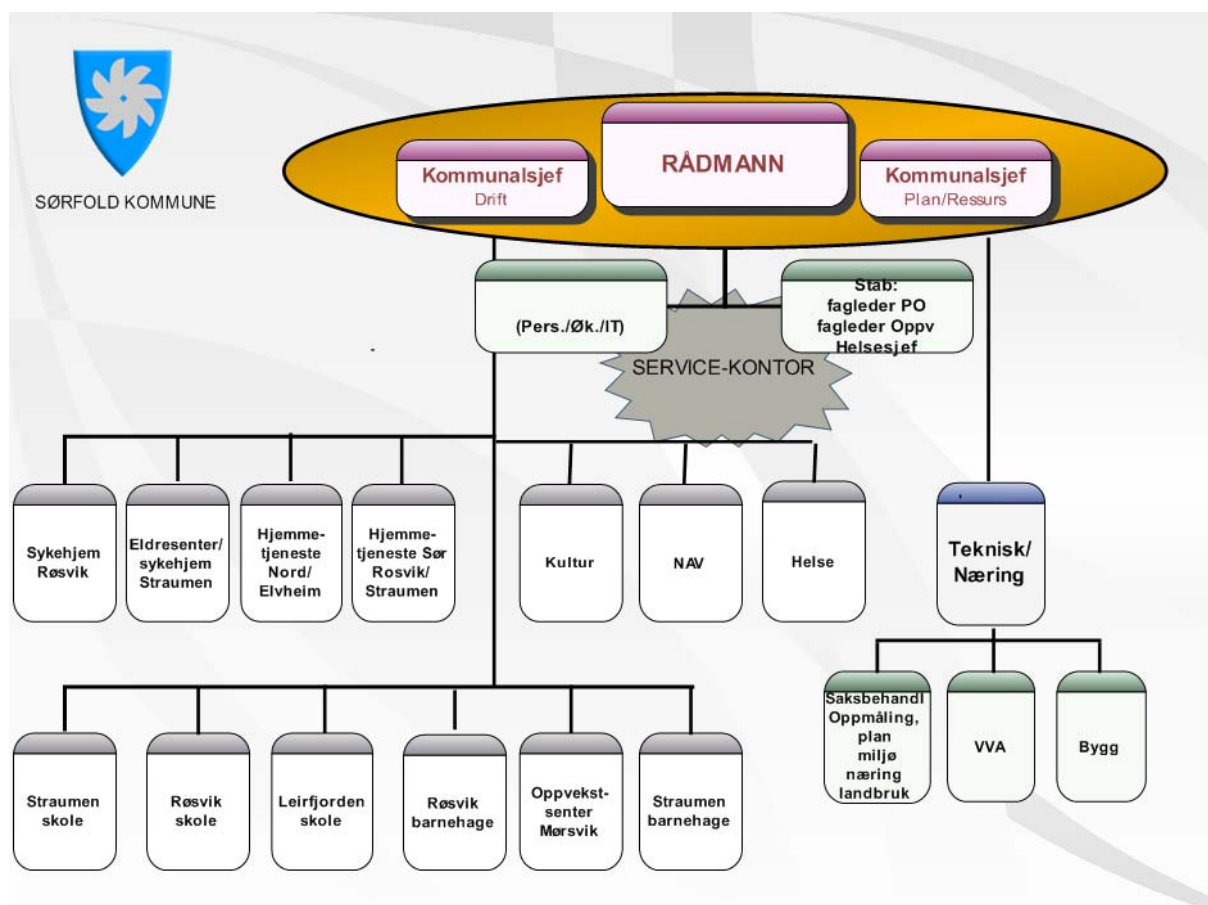 SØRFOLD KOMMUNE
RÅDMANN
Kommunalsjef
Drift
Kommunalsjef
Plan/Ressurs
(Pers./Øk./IT)
Stab:
fagleder PO
fagleder Oppv
Helsesjef
SERVICE-KONTOR
Sykehjem
Røsvik
Eldresenter/
sykehjem
Straumen
Hjemme-
tjeneste
Nord/
Elvheim
Hjemme-
tjeneste Sør
Rosvik/
Straumen
Kultur
NAV
Helse
Teknisk/
Næring
Saksbehandl
Oppmåling,
plan
miljø
næring
landbruk
VVA
Bygg
Straumen
skole
Røsvik
skole
Leirfjorden
skole
Røsvik
barnehage
Oppvekst-
senter
Mørsvik
Straumen
barnehage